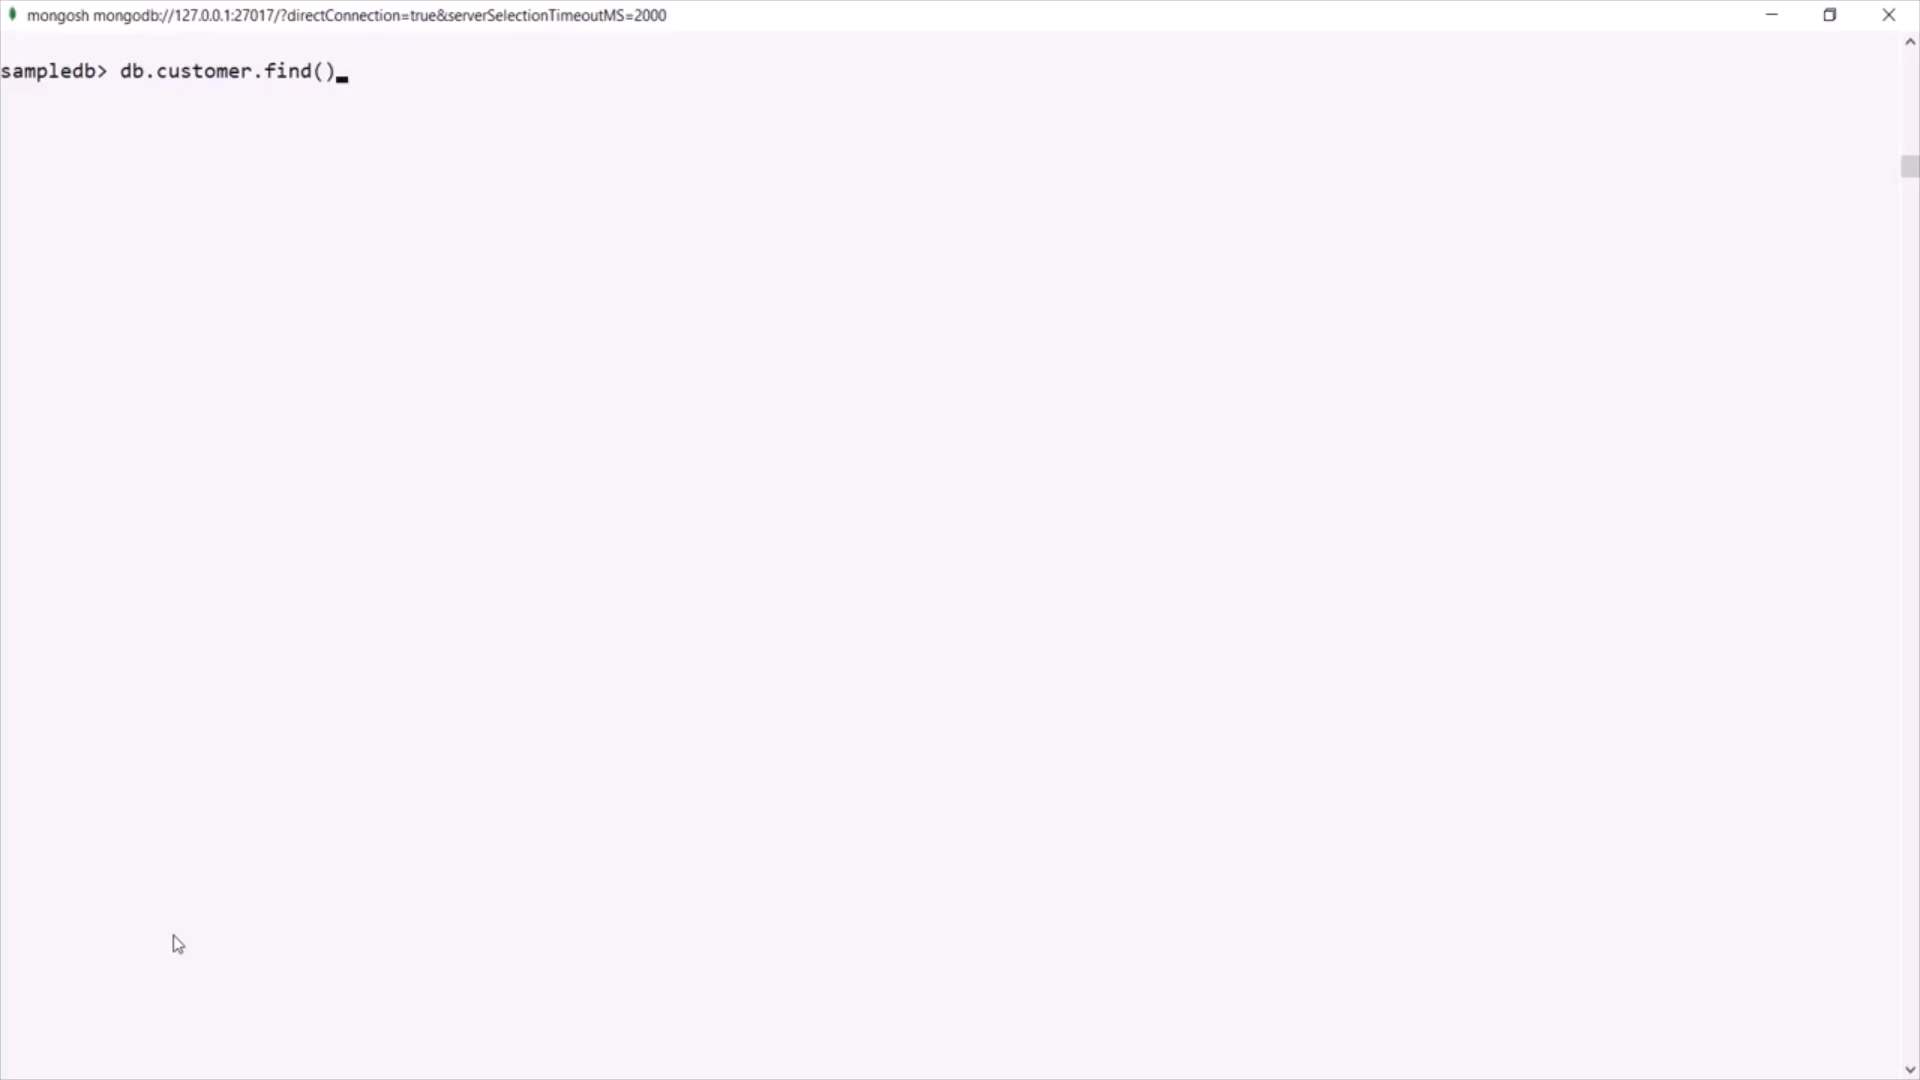 mongosh mongodb://127.0.0.1:27017/?directConnection=true&serverSelectionTimeoutMS=2000
sampledb> db.customer.find()